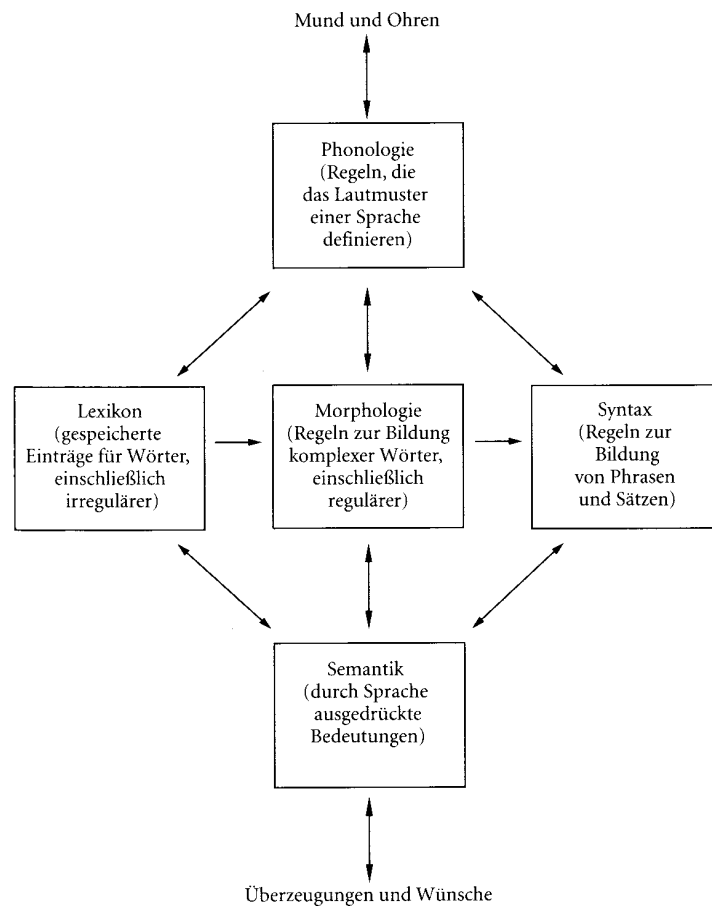 Mund und Ohren
Phonologie
(Regeln, die
das Lautmuster
einer Sprache
definieren)
Lexikon
(gespeicherte
Einträge für Wörter,
einschließlich
irregulärer)
Morphologie
(Regeln zur Bildung
komplexer Wörter,
einschließlich
regulärer)
Syntax
(Regeln zur
Bildung
von Phrasen
und Sätzen)
Semantik
(durch Sprache
ausgedrückte
Bedeutungen)
Überzeugungen und Wünsche